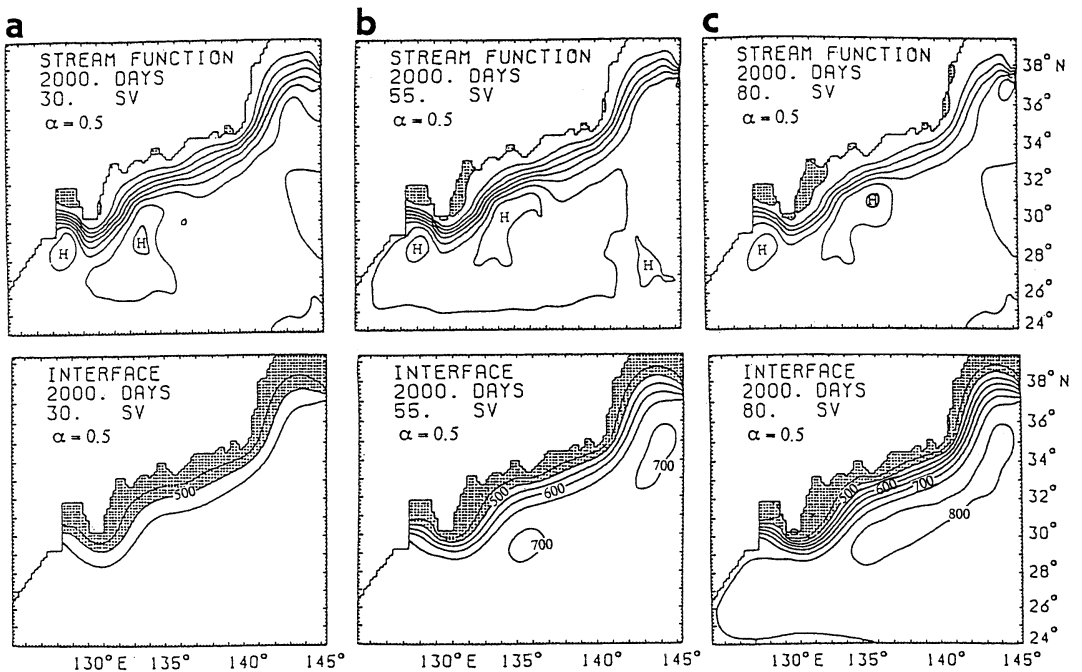 a
STREAM FUNCTION
2000. DAYS
30. SV
α = 0.5
H
H
b
STREAM FUNCTION
2000. DAYS
55. SV
α = 0.5
H
H
H
c
STREAM FUNCTION
2000. DAYS
80. SV
α = 0.5
H
H
38° N
36°
34°
32°
30°
28°
26°
24°
INTERFACE
2000. DAYS
30. SV
α = 0.5
500
INTERFACE
2000. DAYS
55. SV
α = 0.5
500
600
700
700
INTERFACE
2000. DAYS
80. SV
α = 0.5
500
600
700
800
38° N
36°
34°
32°
30°
28°
26°
24°
130°E 135° 140° 145°
130°E 135° 140° 145°
130°E 135° 140° 145°